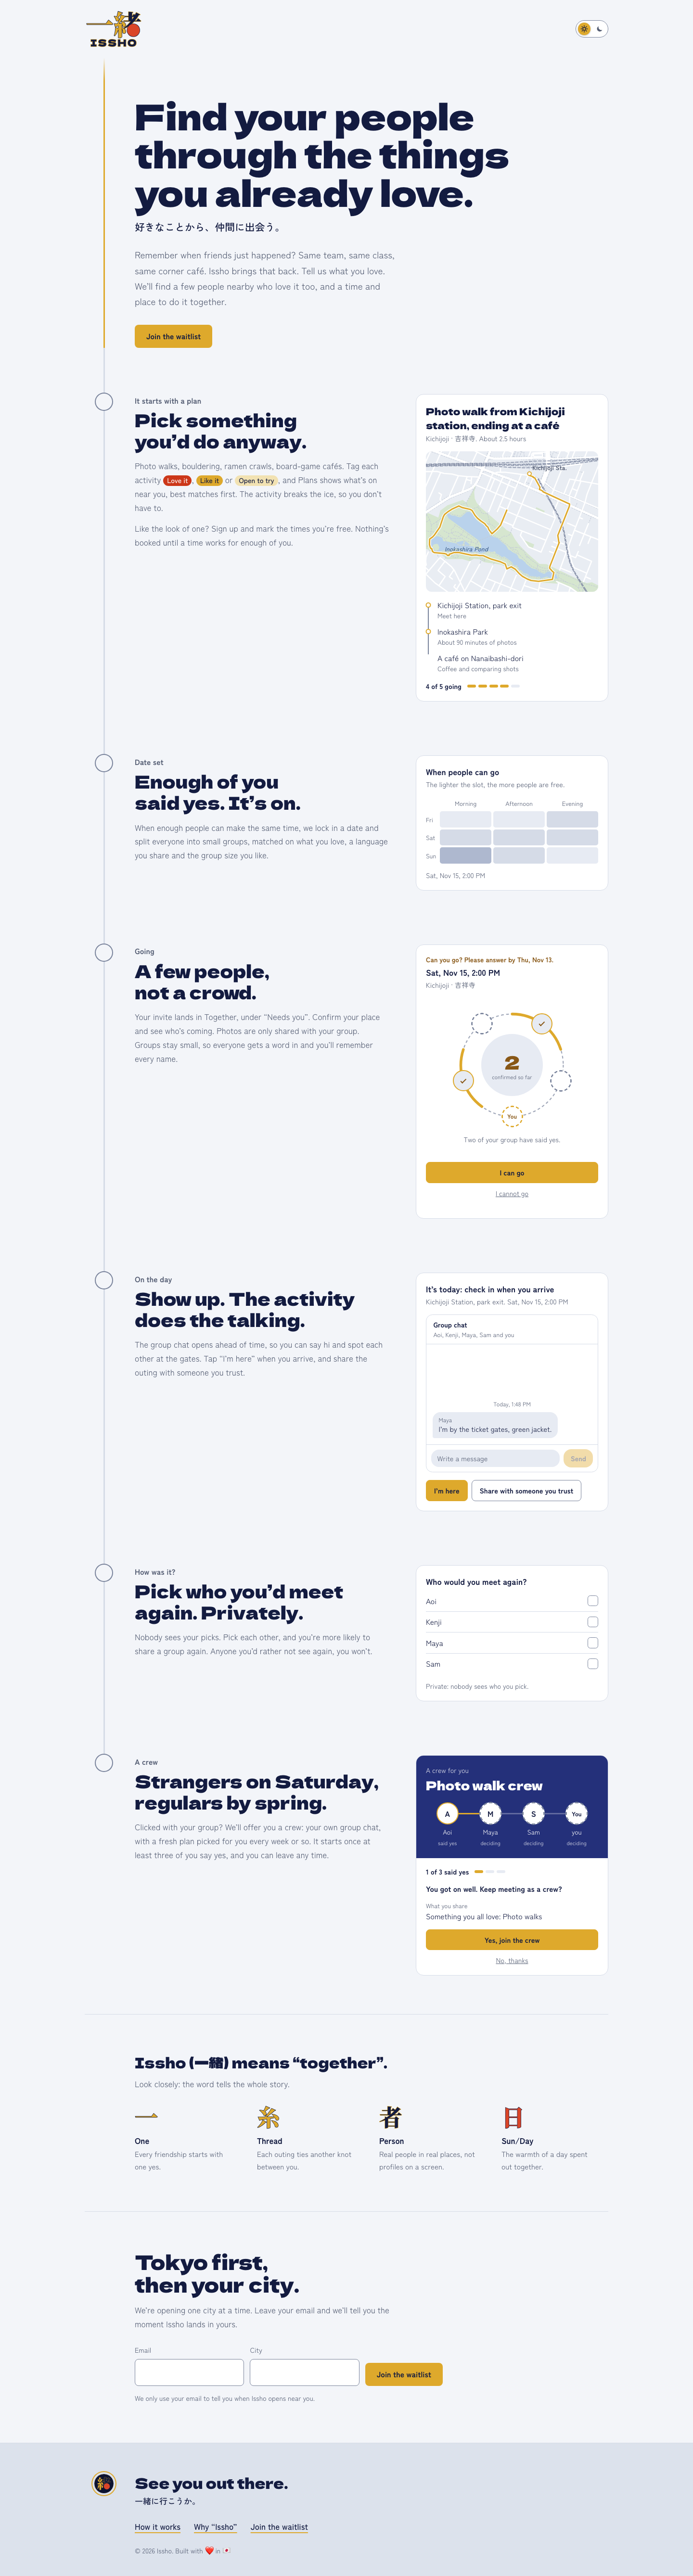 一緒
ISSHO
Find your people
through the things
you already love.
好きなことから、仲間に出会う。
Remember when friends just happened? Same team, same class,
same corner café. Issho brings that back. Tell us what you love.
We'll find a few people nearby who love it too, and a time and
place to do it together.
Join the waitlist
It starts with a plan
Pick something
you'd do anyway.
Photo walks, bouldering, ramen crawls, board-game cafés. Tag each
activity Love it, Like it or Open to try, and Plans shows what's on
near you, best matches first. The activity breaks the ice, so you don't
have to.
Like the look of one? Sign up and mark the times you're free. Nothing's
booked until a time works for enough of you.
Photo walk from Kichijoji
station, ending at a café
Kichijoji · 吉祥寺, About 2.5 hours
Kichijoji Sta.
Inokashira Pond
Kichijoji Station, park exit
Meet here
Inokashira Park
About 90 minutes of photos
A café on Nanaibashi-dori
Coffee and comparing shots
4 of 5 going
Date set
Enough of you
said yes. It's on.
When enough people can make the same time, we lock in a date and
split everyone into small groups, matched on what you love, a language
you share and the group size you like.
When people can go
The lighter the slot, the more people are free.
Morning Afternoon Evening
Fri
Sat
Sun
Sat, Nov 15, 2:00 PM
Going
A few people,
not a crowd.
Your invite lands in Together, under "Needs you". Confirm your place
and see who's coming. Photos are only shared with your group.
Groups stay small, so everyone gets a word in and you'll remember
every name.
Can you go? Please answer by Thu, Nov 13.
Sat, Nov 15, 2:00 PM
Kichijoji · 吉祥寺
2
confirmed so far
You
Two of your group have said yes.
I can go
I cannot go
On the day
Show up. The activity
does the talking.
The group chat opens ahead of time, so you can say hi and spot each
other at the gates. Tap "I'm here" when you arrive, and share the
outing with someone you trust.
It's today: check in when you arrive
Kichijoji Station, park exit. Sat, Nov 15, 2:00 PM
Group chat
Aoi, Kenji, Maya, Sam and you
Today, 1:48 PM
Maya
I'm by the ticket gates, green jacket.
Write a message
Send
I'm here
Share with someone you trust
How was it?
Pick who you'd meet
again. Privately.
Nobody sees your picks. Pick each other, and you're more likely to
share a group again. Anyone you'd rather not see again, you won't.
Who would you meet again?
Aoi
Kenji
Maya
Sam
Private: nobody sees who you pick.
A crew
Strangers on Saturday,
regulars by spring.
Clicked with your group? We'll offer you a crew: your own group chat,
with a fresh plan picked for you every week or so. It starts once at
least three of you say yes, and you can leave any time.
A crew for you
Photo walk crew
A M S You
Aoi Maya Sam you
said yes deciding deciding deciding
1 of 3 said yes
You got on well. Keep meeting as a crew?
What you share
Something you all love: Photo walks
Yes, join the crew
No, thanks
Issho (一緒) means "together".
Look closely: the word tells the whole story.
一 糸 者 日
One Thread Person Sun/Day
Every friendship starts with Each outing ties another knot Real people in real places, not The warmth of a day spent
one yes. between you. profiles on a screen. out together.
Tokyo first,
then your city.
We're opening one city at a time. Leave your email and we'll tell you the
moment Issho lands in yours.
Email City
Join the waitlist
We only use your email to tell you when Issho opens near you.
See you out there.
一緒に行こうか。
How it works Why "Issho" Join the waitlist
© 2026 Issho. Built with ❤️ in 🇯🇵